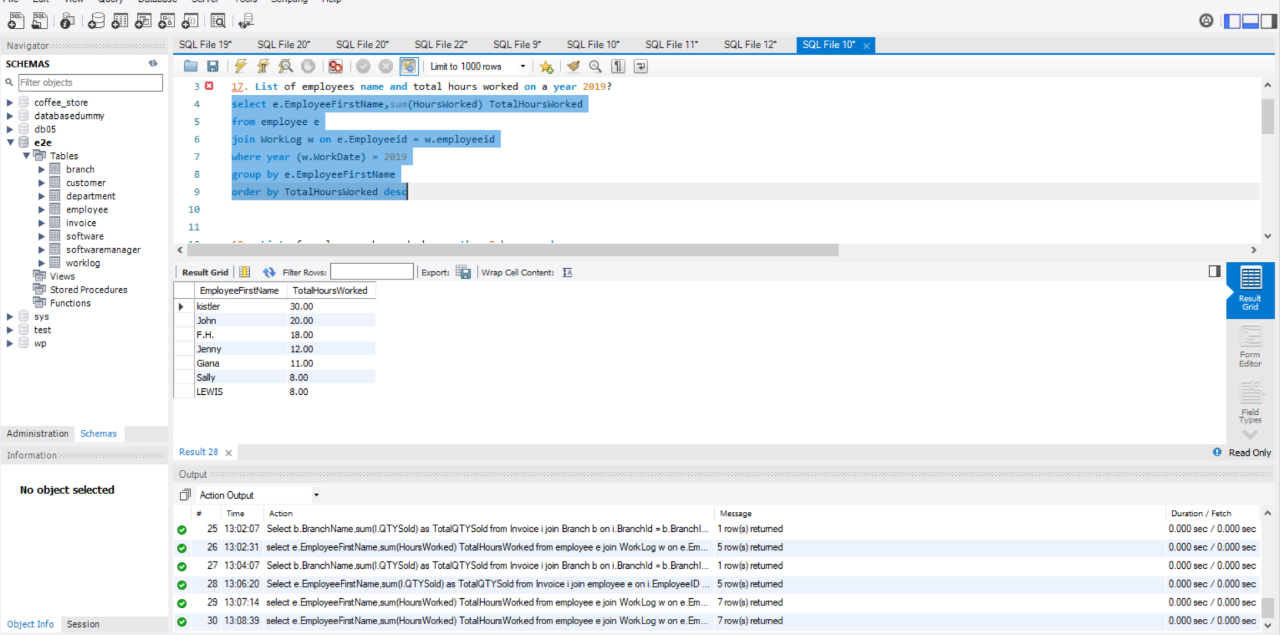 File Edit View Query Database Server Tools Scripting Help
Navigator
SCHEMAS
Filter objects
coffee_store
databasedummy
db05
e2e
Tables
branch
customer
department
employee
invoice
software
softwaremanager
worklog
Views
Stored Procedures
Functions
sys
test
wp
Administration Schemas
Information
No object selected
Object Info Session
SQL File 19* SQL File 20* SQL File 20* SQL File 22* SQL File 9* SQL File 10* SQL File 11* SQL File 12* SQL File 10*
Limit to 1000 rows
3 17. List of employees name and total hours worked on a year 2019?
4 select e.EmployeeFirstName,sum(HoursWorked) TotalHoursWorked
5 from employee e
6 join WorkLog w on e.Employeeid = w.employeeid
7 where year (w.WorkDate) = 2019
8 group by e.EmployeeFirstName
9 order by TotalHoursWorked desc
10
11
Result Grid Filter Rows: Export: Wrap Cell Content:
EmployeeFirstName TotalHoursWorked
kistler 30.00
John 20.00
F.H. 18.00
Jenny 12.00
Giana 11.00
Sally 8.00
LEWIS 8.00
Result
Grid
Form
Editor
Field
Types
Result 28
Read Only
Output
Action Output
# Time Action Message Duration / Fetch
25 13:02:07 Select b.BranchName,sum(I.QTYSold) as TotalQTYSold from Invoice i join Branch b on i.BranchId = b.BranchI... 1 row(s) returned 0.000 sec / 0.000 sec
26 13:02:31 select e.EmployeeFirstName,sum(HoursWorked) TotalHoursWorked from employee e join WorkLog w on e.Em... 5 row(s) returned 0.000 sec / 0.000 sec
27 13:04:07 Select b.BranchName,sum(I.QTYSold) as TotalQTYSold from Invoice i join Branch b on i.BranchId = b.BranchI... 1 row(s) returned 0.000 sec / 0.000 sec
28 13:06:20 Select e.EmployeeFirstName,sum(I.QTYSold) as TotalQTYSold from Invoice i join employee e on i.EmployeeID ... 5 row(s) returned 0.000 sec / 0.000 sec
29 13:07:14 select e.EmployeeFirstName,sum(HoursWorked) TotalHoursWorked from employee e join WorkLog w on e.Em... 7 row(s) returned 0.000 sec / 0.000 sec
30 13:08:39 select e.EmployeeFirstName,sum(HoursWorked) TotalHoursWorked from employee e join WorkLog w on e.Em... 7 row(s) returned 0.000 sec / 0.000 sec